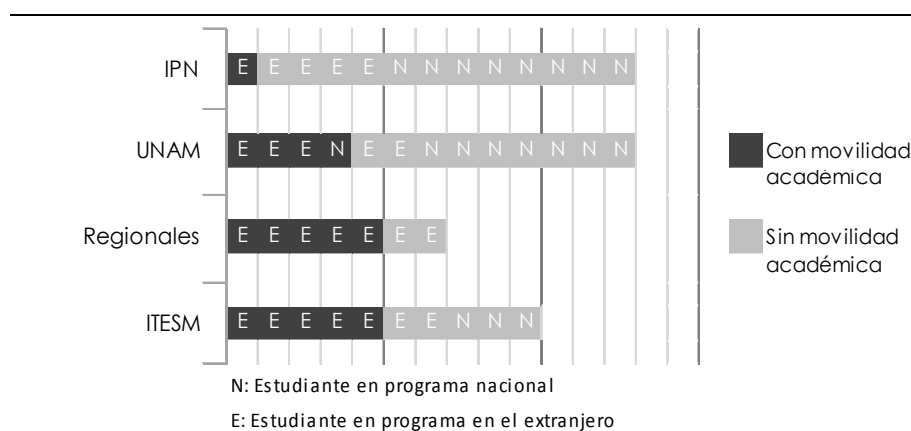 IPN E E E E E N N N N N N N N
UNAM E E E N E E N N N N N N N
Con movilidad
académica
Regionales E E E E E E E
Sin movilidad
académica
ITESM E E E E E E E N N N
N: Estudiante en programa nacional
E: Estudiante en programa en el extranjero